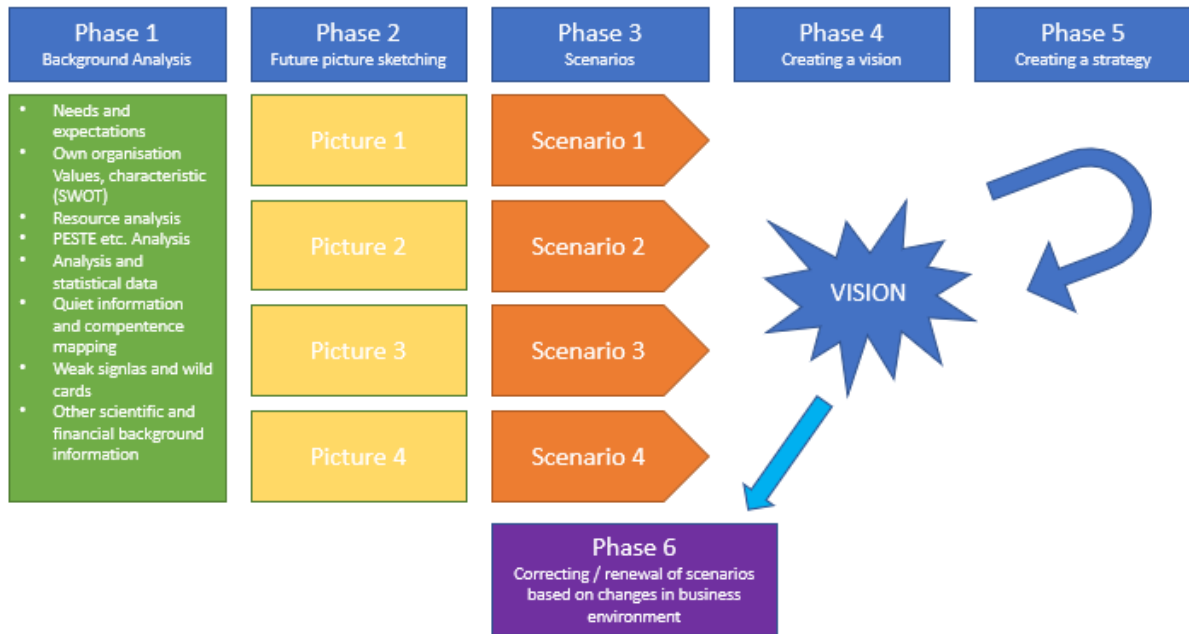 Phase 1
Background Analysis
Phase 2
Future picture sketching
Phase 3
Scenarios
Phase 4
Creating a vision
Phase 5
Creating a strategy
• Needs and
expectations
• Own organisation
Values, characteristic
(SWOT)
• Resource analysis
• PESTE etc. Analysis
• Analysis and
statistical data
• Quiet information
and compentence
mapping
• Weak signlas and wild
cards
• Other scientific and
financial background
information
Picture 1
Picture 2
Picture 3
Picture 4
Scenario 1
Scenario 2
Scenario 3
Scenario 4
VISION
Phase 6
Correcting / renewal of scenarios
based on changes in business
environment